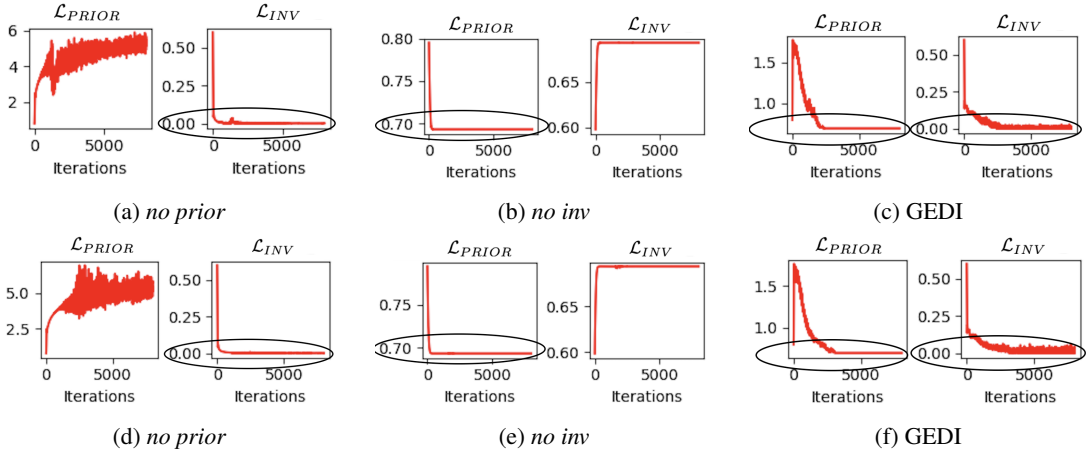 L_PRIOR L_INV L_PRIOR L_INV L_PRIOR L_INV
6 4 2 0.50 0.25 0.00 0.80 0.75 0.70 0.65 0.60 1.5 1.0 0.50 0.25 0.00
0 5000 0 5000 0 5000 0 5000 0 5000 0 5000
Iterations Iterations Iterations Iterations Iterations Iterations
(a) no prior (b) no inv (c) GEDI
L_PRIOR L_INV L_PRIOR L_INV L_PRIOR L_INV
5.0 2.5 0.50 0.25 0.00 0.75 0.70 0.65 0.60 1.5 1.0 0.50 0.25 0.00
0 5000 0 5000 0 5000 0 5000 0 5000 0 5000
Iterations Iterations Iterations Iterations Iterations Iterations
(d) no prior (e) no inv (f) GEDI